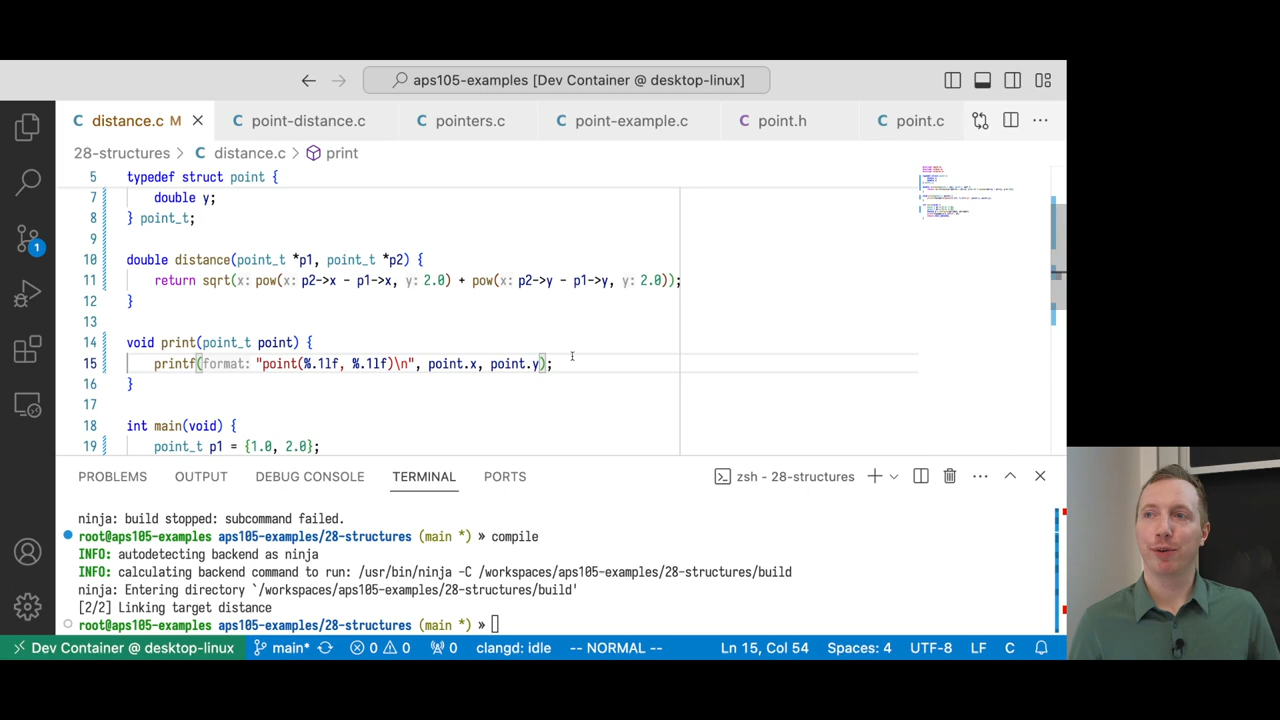 aps105-examples [Dev Container @ desktop-linux]
C distance.c M
C point-distance.c
C pointers.c
C point-example.c
C point.h
C point.c
28-structures > C distance.c > print
5 typedef struct point {
7 double y;
8 } point_t;
9
10 double distance(point_t *p1, point_t *p2) {
11 return sqrt(x: pow(x: p2->x - p1->x, y: 2.0) + pow(x: p2->y - p1->y, y: 2.0));
12 }
13
14 void print(point_t point) {
15 printf(format: "point(%.1lf, %.1lf)\n", point.x, point.y);
16 }
17
18 int main(void) {
19 point_t p1 = {1.0, 2.0};
1
PROBLEMS OUTPUT DEBUG CONSOLE TERMINAL PORTS
zsh - 28-structures
ninja: build stopped: subcommand failed.
root@aps105-examples aps105-examples/28-structures (main *) » compile
INFO: autodetecting backend as ninja
INFO: calculating backend command to run: /usr/bin/ninja -C /workspaces/aps105-examples/28-structures/build
ninja: Entering directory `/workspaces/aps105-examples/28-structures/build'
[2/2] Linking target distance
root@aps105-examples aps105-examples/28-structures (main *) »
Dev Container @ desktop-linux main* 0 0 0 clangd: idle -- NORMAL -- Ln 15, Col 54 Spaces: 4 UTF-8 LF C